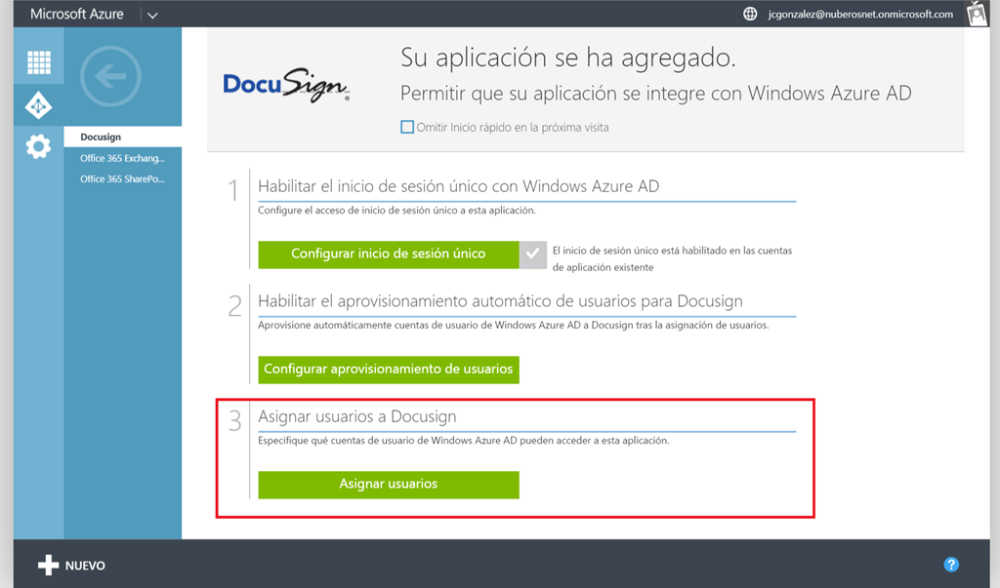 Microsoft Azure
jcgonzalez@nuberosnet.onmicrosoft.com
Docusign
Office 365 Exchang...
Office 365 SharePo...
DocuSign
Su aplicación se ha agregado.
Permitir que su aplicación se integre con Windows Azure AD
Omitir Inicio rápido en la próxima visita
1
Habilitar el inicio de sesión único con Windows Azure AD
Configure el acceso de inicio de sesión único a esta aplicación.
Configurar inicio de sesión único
El inicio de sesión único está habilitado en las cuentas
de aplicación existente
2
Habilitar el aprovisionamiento automático de usuarios para Docusign
Aprovisione automáticamente cuentas de usuario de Windows Azure AD a Docusign tras la asignación de usuarios.
Configurar aprovisionamiento de usuarios
3
Asignar usuarios a Docusign
Especifique qué cuentas de usuario de Windows Azure AD pueden acceder a esta aplicación.
Asignar usuarios
NUEVO
?